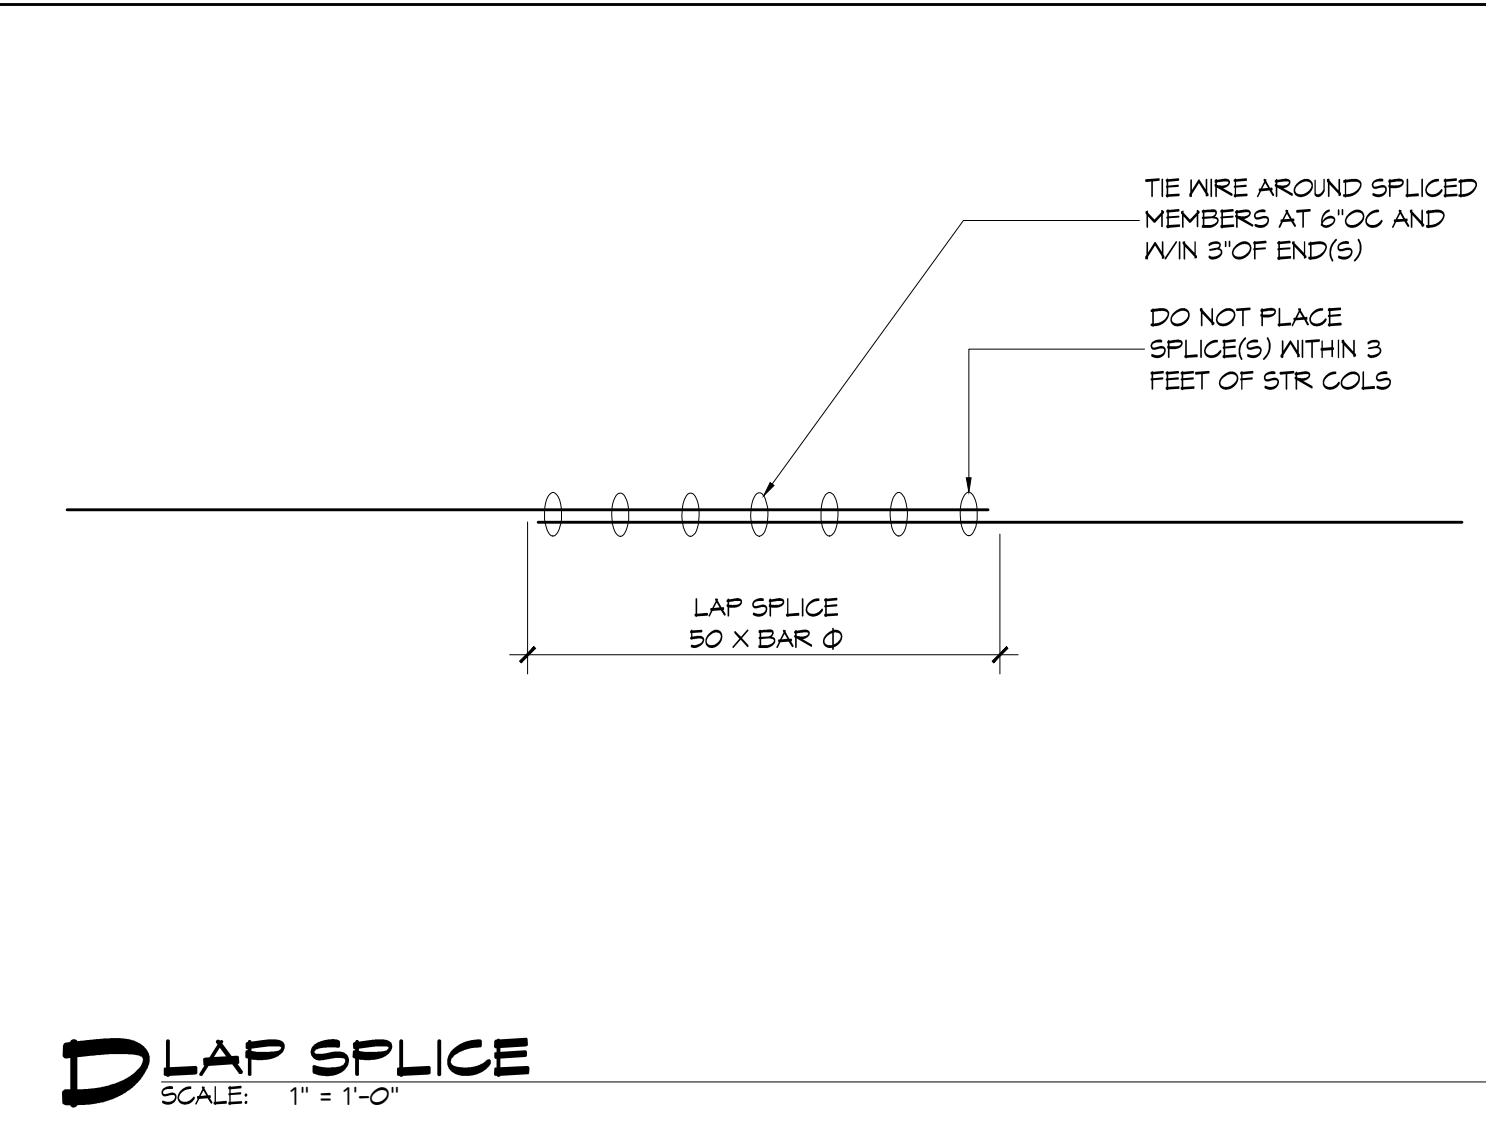 TIE WIRE AROUND SPLICED
MEMBERS AT 6"OC AND
W/IN 3"OF END(S)
DO NOT PLACE
SPLICE(S) WITHIN 3
FEET OF STR COLS
LAP SPLICE
50 X BAR Φ
D LAP SPLICE
SCALE: 1" = 1'-0"